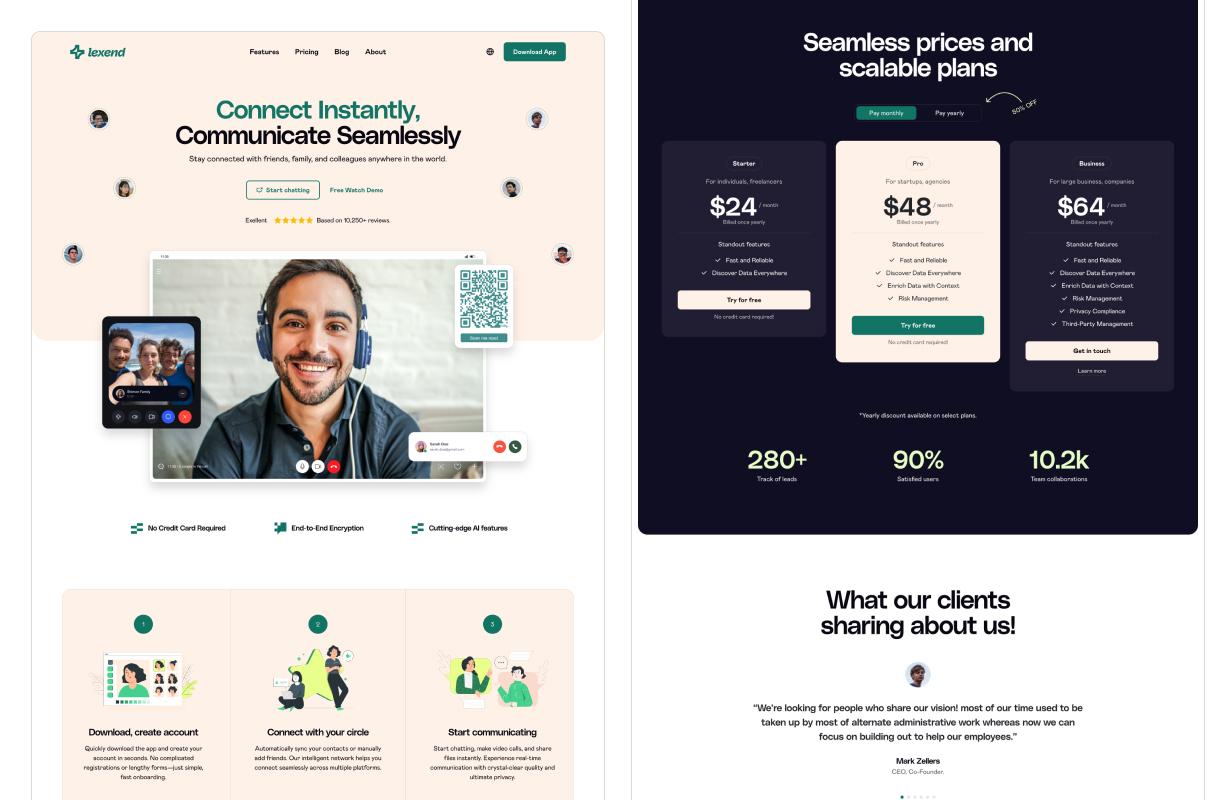 lexend
Features Pricing Blog About
Download App
Connect Instantly,
Communicate Seamlessly
Stay connected with friends, family, and colleagues anywhere in the world.
Start chatting Free Watch Demo
Exellent Based on 10,250+ reviews.
11:35
Scan me now!
Shimon Family
Sarah Doe
sarah.doe@gmail.com
No Credit Card Required
End-to-End Encryption
Cutting-edge AI features
1
Download, create account
Quickly download the app and create your
account in seconds. No complicated
registrations or lengthy forms—just simple,
fast onboarding.
2
Connect with your circle
Automatically sync your contacts or manually
add friends. Our intelligent network helps you
connect seamlessly across multiple platforms.
3
Start communicating
Start chatting, make video calls, and share
files instantly. Experience real-time
communication with crystal-clear quality and
ultimate privacy.
Seamless prices and
scalable plans
Pay monthly Pay yearly
50% OFF
Starter
For individuals, freelancers
$24 / month
Billed once yearly
Standout features
Fast and Reliable
Discover Data Everywhere
Try for free
No credit card required!
Pro
For startups, agencies
$48 / month
Billed once yearly
Standout features
Fast and Reliable
Discover Data Everywhere
Enrich Data with Context
Risk Management
Try for free
No credit card required!
Business
For large business, companies
$64 / month
Billed once yearly
Standout features
Fast and Reliable
Discover Data Everywhere
Enrich Data with Context
Risk Management
Privacy Compliance
Third-Party Management
Get in touch
Learn more
*Yearly discount available on select plans.
280+
Track of leads
90%
Satisfied users
10.2k
Team collaborations
What our clients
sharing about us!
“We're looking for people who share our vision! most of our time used to be
taken up by most of alternate administrative work whereas now we can
focus on building out to help our employees.”
Mark Zellers
CEO, Co-Founder.